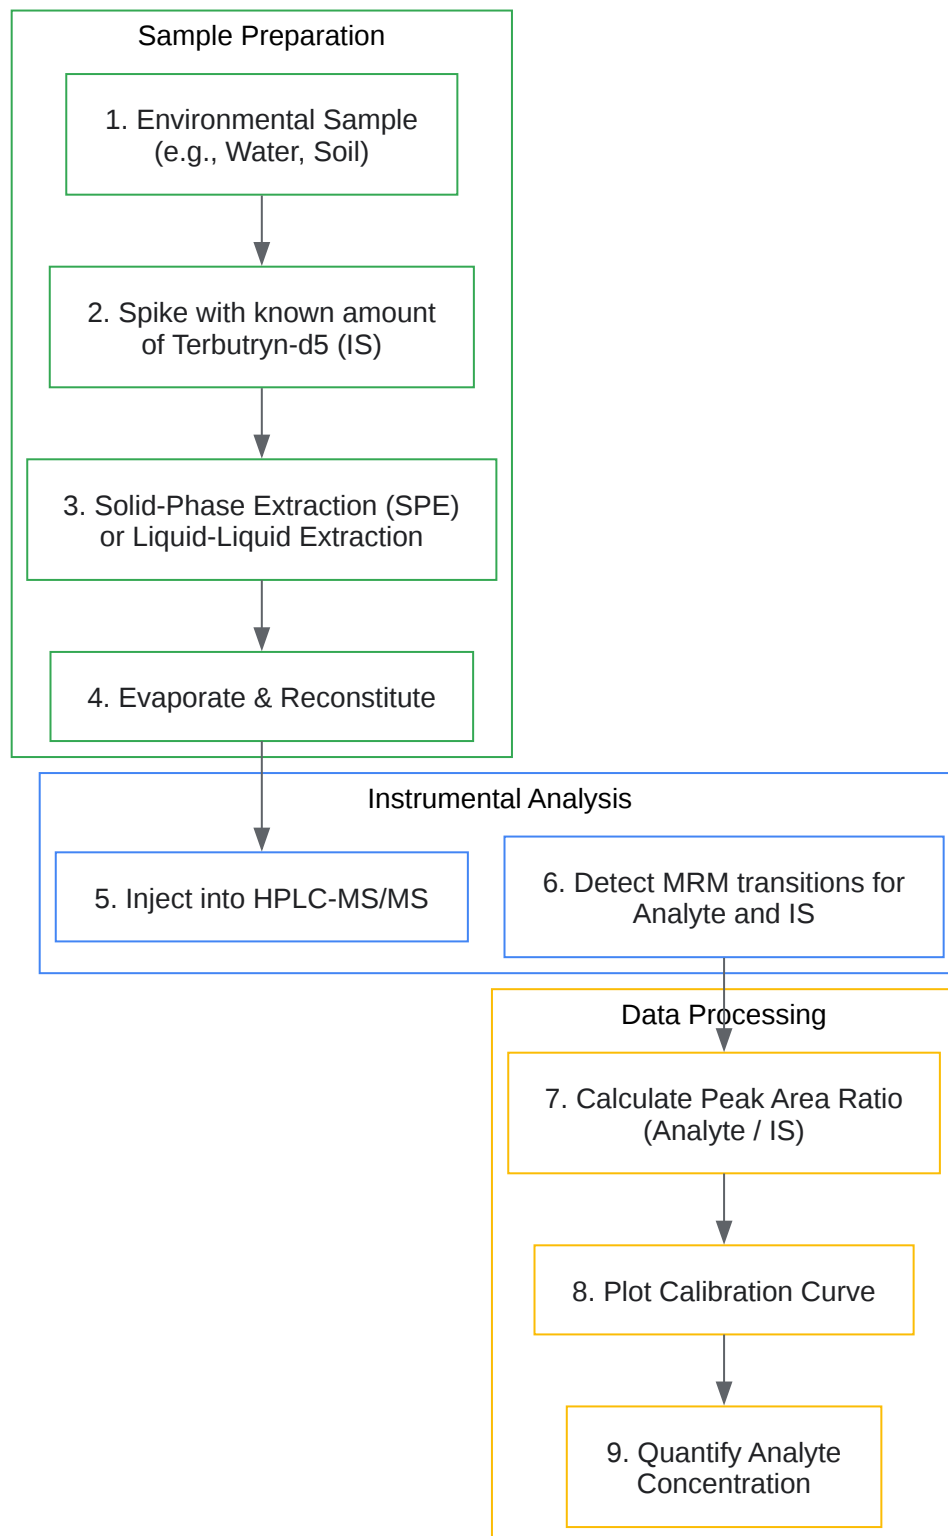 Sample Preparation
1. Environmental Sample
(e.g., Water, Soil)
2. Spike with known amount
of Terbutryn-d5 (IS)
3. Solid-Phase Extraction (SPE)
or Liquid-Liquid Extraction
4. Evaporate & Reconstitute
Instrumental Analysis
5. Inject into HPLC-MS/MS
6. Detect MRM transitions for
Analyte and IS
Data Processing
7. Calculate Peak Area Ratio
(Analyte / IS)
8. Plot Calibration Curve
9. Quantify Analyte
Concentration